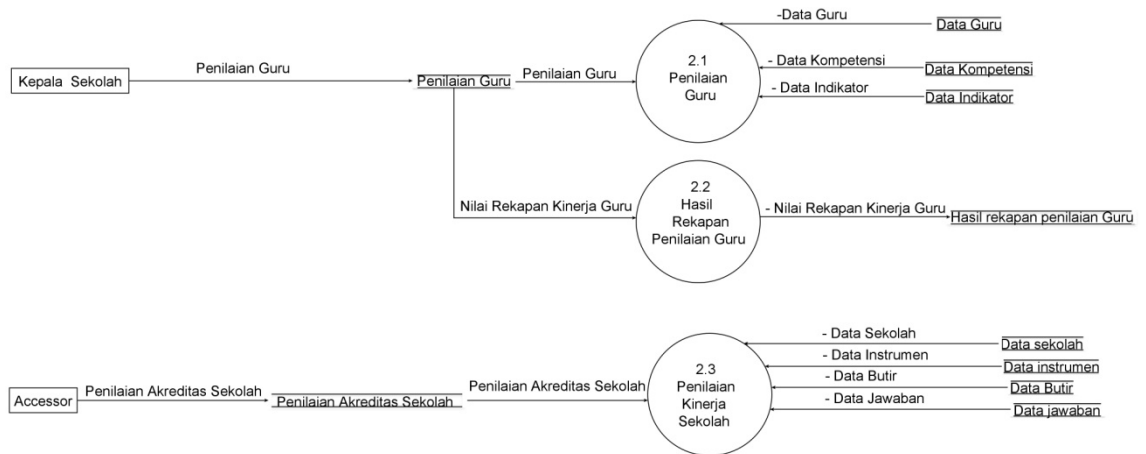 -Data Guru
Data Guru
Kepala Sekolah
Penilaian Guru
Penilaian Guru
Penilaian Guru
2.1
Penilaian
Guru
- Data Kompetensi
Data Kompetensi
- Data Indikator
Data Indikator
Nilai Rekapan Kinerja Guru
2.2
Hasil
Rekapan
Penilaian Guru
- Nilai Rekapan Kinerja Guru
Hasil rekapan penilaian Guru
Accessor
Penilaian Akreditas Sekolah
Penilaian Akreditas Sekolah
Penilaian Akreditas Sekolah
2.3
Penilaian
Kinerja
Sekolah
- Data Sekolah
Data sekolah
- Data Instrumen
Data instrumen
- Data Butir
Data Butir
- Data Jawaban
Data jawaban